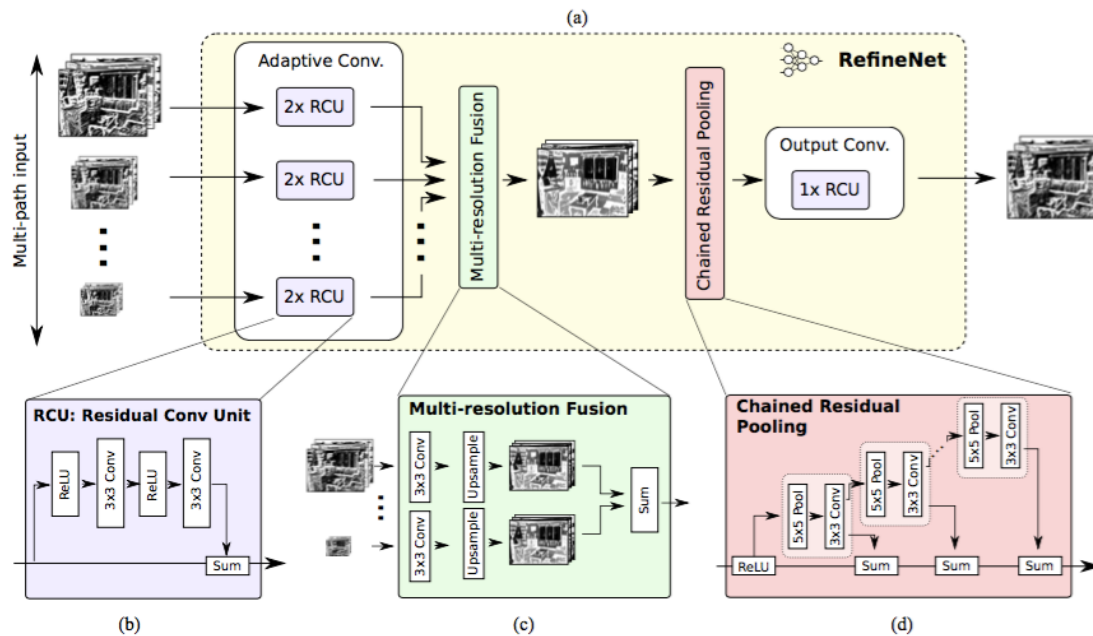 (a)
Multi-path input
Adaptive Conv.
2x RCU
2x RCU
2x RCU
Multi-resolution Fusion
Chained Residual Pooling
RefineNet
Output Conv.
1x RCU
RCU: Residual Conv Unit
ReLU
3x3 Conv
ReLU
3x3 Conv
Sum
(b)
Multi-resolution Fusion
3x3 Conv
Upsample
3x3 Conv
Upsample
Sum
(c)
Chained Residual
Pooling
5x5 Pool
3x3 Conv
5x5 Pool
3x3 Conv
5x5 Pool
3x3 Conv
ReLU
Sum
Sum
Sum
(d)